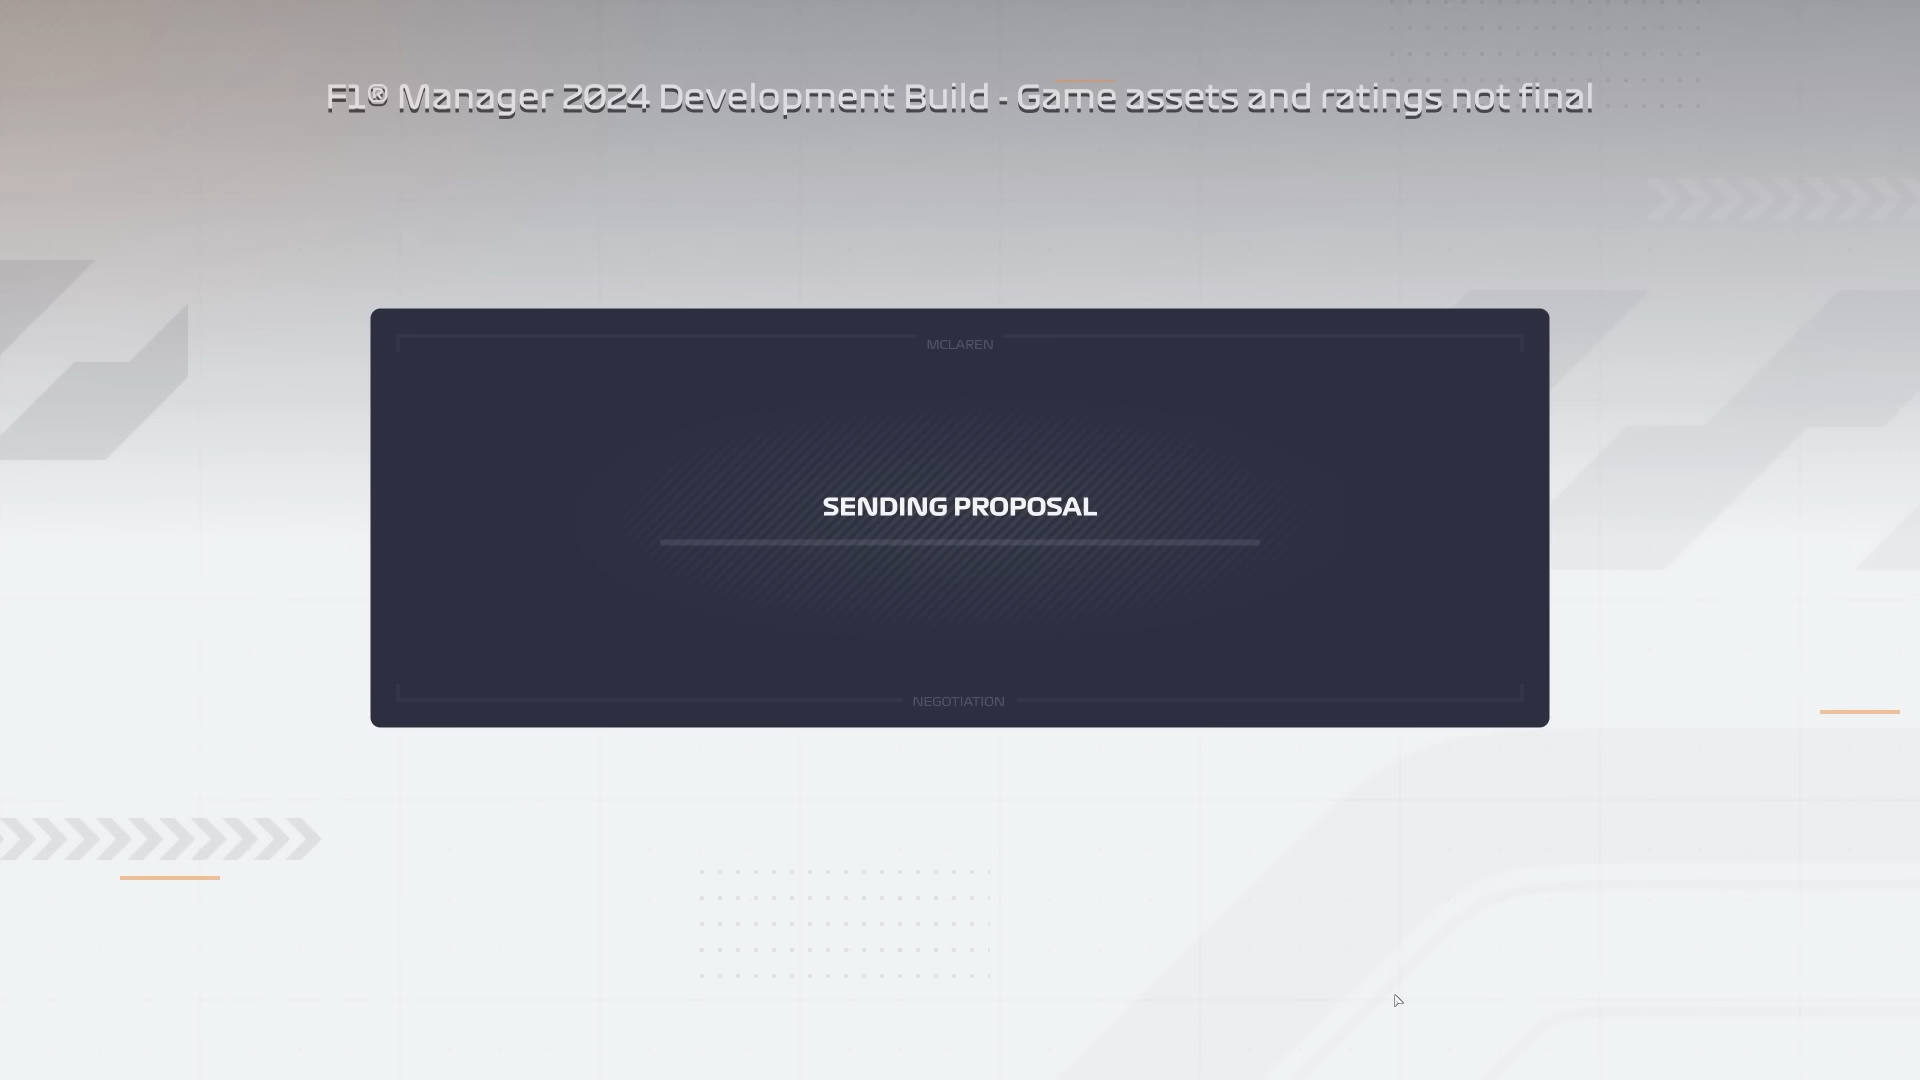 F1® Manager 2024 Development Build - Game assets and ratings not final
MCLAREN
SENDING PROPOSAL
NEGOTIATION